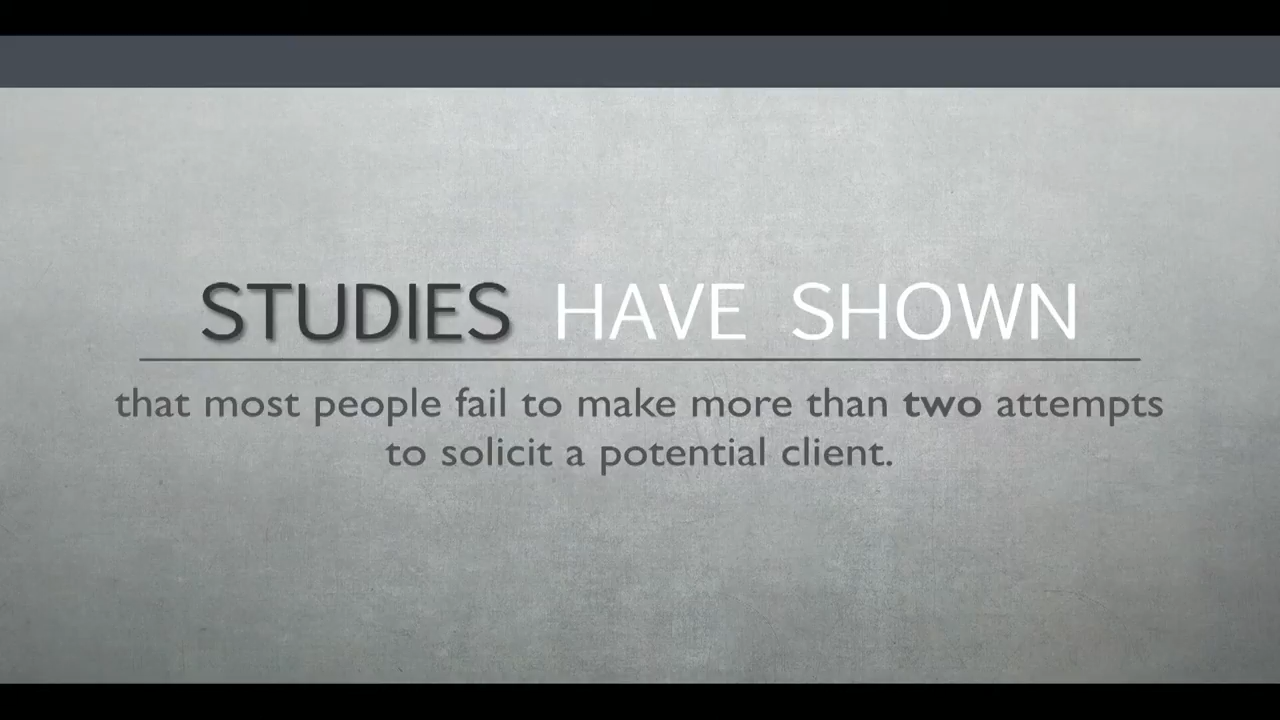 STUDIES HAVE SHOWN
that most people fail to make more than two attempts
to solicit a potential client.